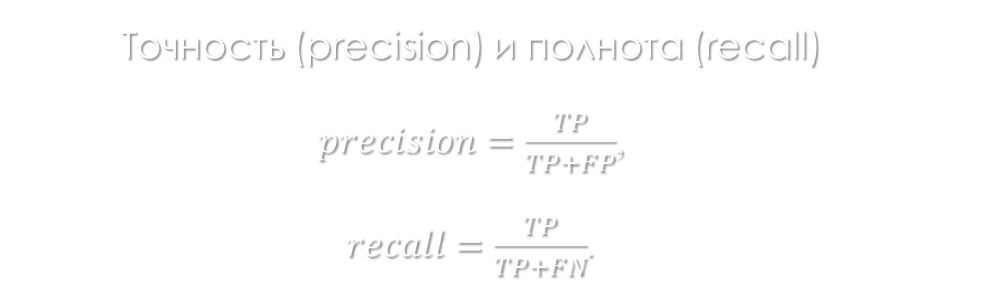 Точность (precision) и полнота (recall)
precision = TP / TP+FP,
recall = TP / TP+FN.